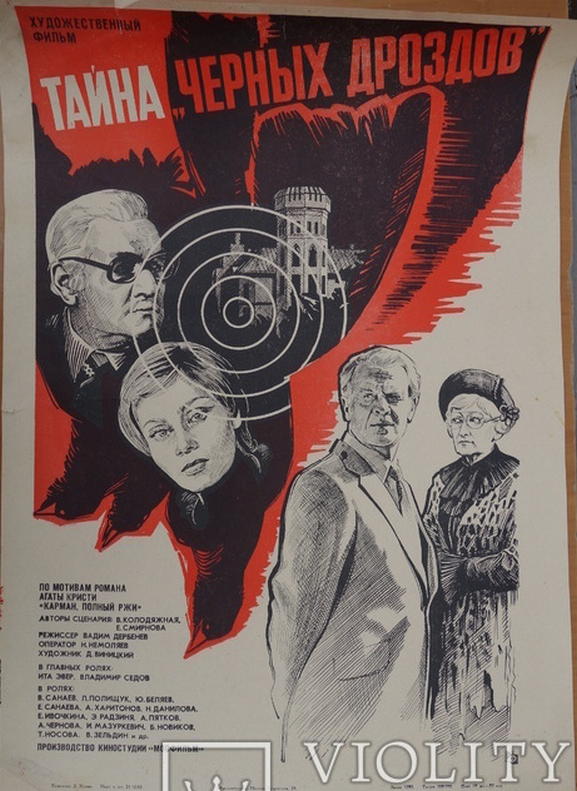 ХУДОЖЕСТВЕННЫЙ
ФИЛЬМ
ТАЙНА „ЧЕРНЫХ ДРОЗДОВ"
ПО МОТИВАМ РОМАНА
АГАТЫ КРИСТИ
«КАРМАН, ПОЛНЫЙ РЖИ»
АВТОРЫ СЦЕНАРИЯ: В. КОЛОДЯЖНАЯ,
Е. СМИРНОВА
РЕЖИССЕР ВАДИМ ДЕРБЕНЕВ
ОПЕРАТОР Н. НЕМОЛЯЕВ
ХУДОЖНИК Д. ВИНИЦКИЙ
В ГЛАВНЫХ РОЛЯХ:
ИТА ЭВЕР, ВЛАДИМИР СЕДОВ
В РОЛЯХ:
В. САНАЕВ, Л. ПОЛИЩУК, Ю. БЕЛЯЕВ,
Е. САНАЕВА, А. ХАРИТОНОВ, Н. ДАНИЛОВА,
Е. ИВОЧКИНА, Э. РАДЗИНЯ, А. ПЯТКОВ,
А. ЧЕРНОВА, И. МАЗУРКЕВИЧ, Б. НОВИКОВ,
Т. НОСОВА, В. ЗЕЛЬДИН и др.
ПРОИЗВОДСТВО КИНОСТУДИИ «МОСФИЛЬМ»
VIOLITY